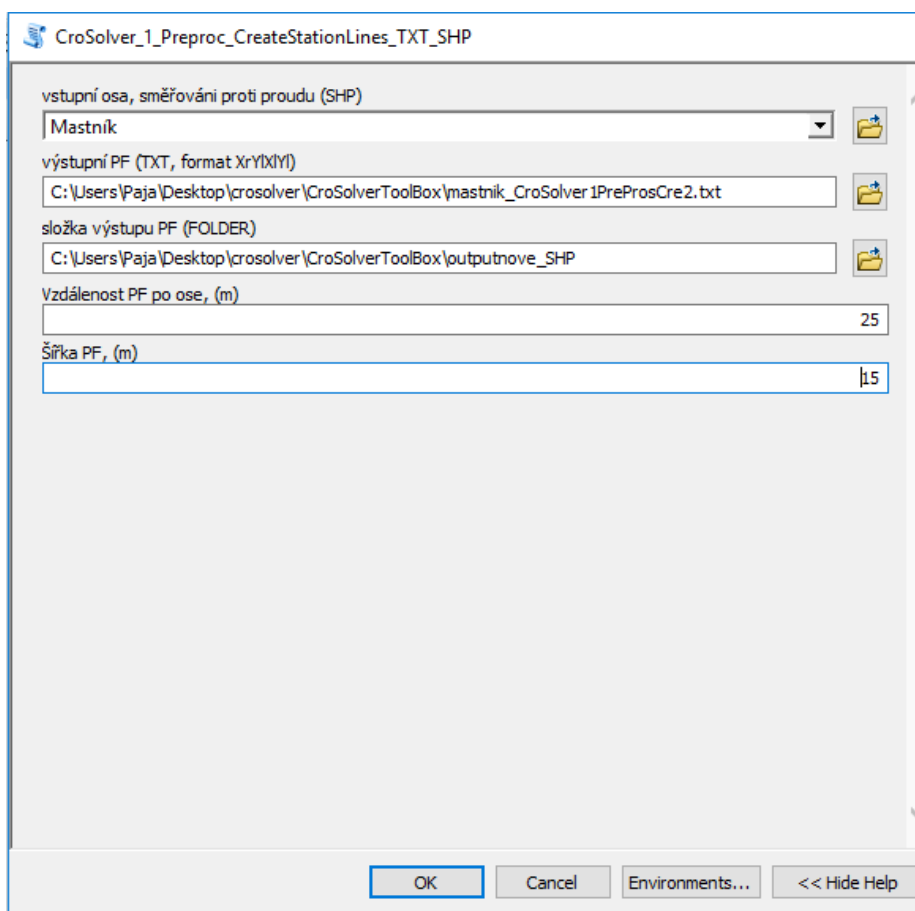 CroSolver_1_Preproc_CreateStationLines_TXT_SHP
vstupní osa, směřováni proti proudu (SHP)
Mastník
výstupní PF (TXT, format XrYlXlYl)
C:\Users\Paja\Desktop\crosolver\CroSolverToolBox\mastnik_CroSolver1PreProsCre2.txt
složka výstupu PF (FOLDER)
C:\Users\Paja\Desktop\crosolver\CroSolverToolBox\outputnove_SHP
Vzdálenost PF po ose, (m)
25
Šířka PF, (m)
15
OK
Cancel
Environments...
<< Hide Help